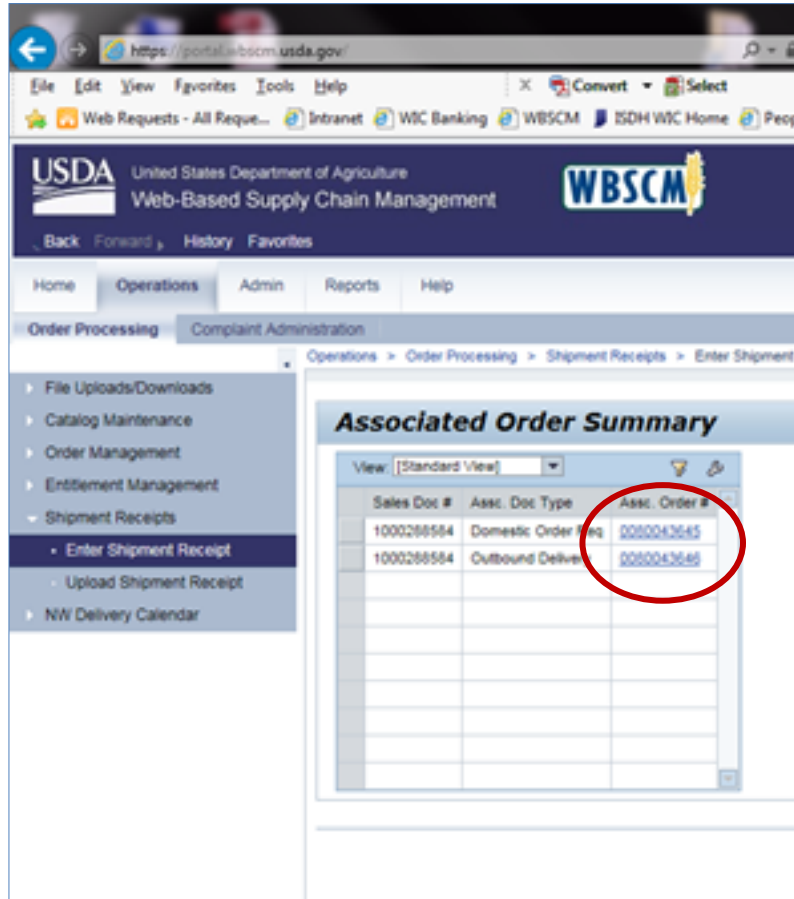 https://portal.wbscm.usda.gov/
File Edit View Favorites Tools Help
X Convert Select
Web Requests - All Reque... Intranet WIC Banking WBSCM ISDH WIC Home Peop
USDA United States Department of Agriculture
Web-Based Supply Chain Management
WBSCM
Back Forward History Favorites
Home Operations Admin Reports Help
Order Processing Complaint Administration
Operations > Order Processing > Shipment Receipts > Enter Shipment
File Uploads/Downloads
Catalog Maintenance
Order Management
Entitlement Management
Shipment Receipts
Enter Shipment Receipt
Upload Shipment Receipt
NW Delivery Calendar
Associated Order Summary
View: [Standard View]
Sales Doc # Assc. Doc Type Assc. Order #
1000288584 Domestic Order Req 0080043645
1000288584 Outbound Delivery 0080043646